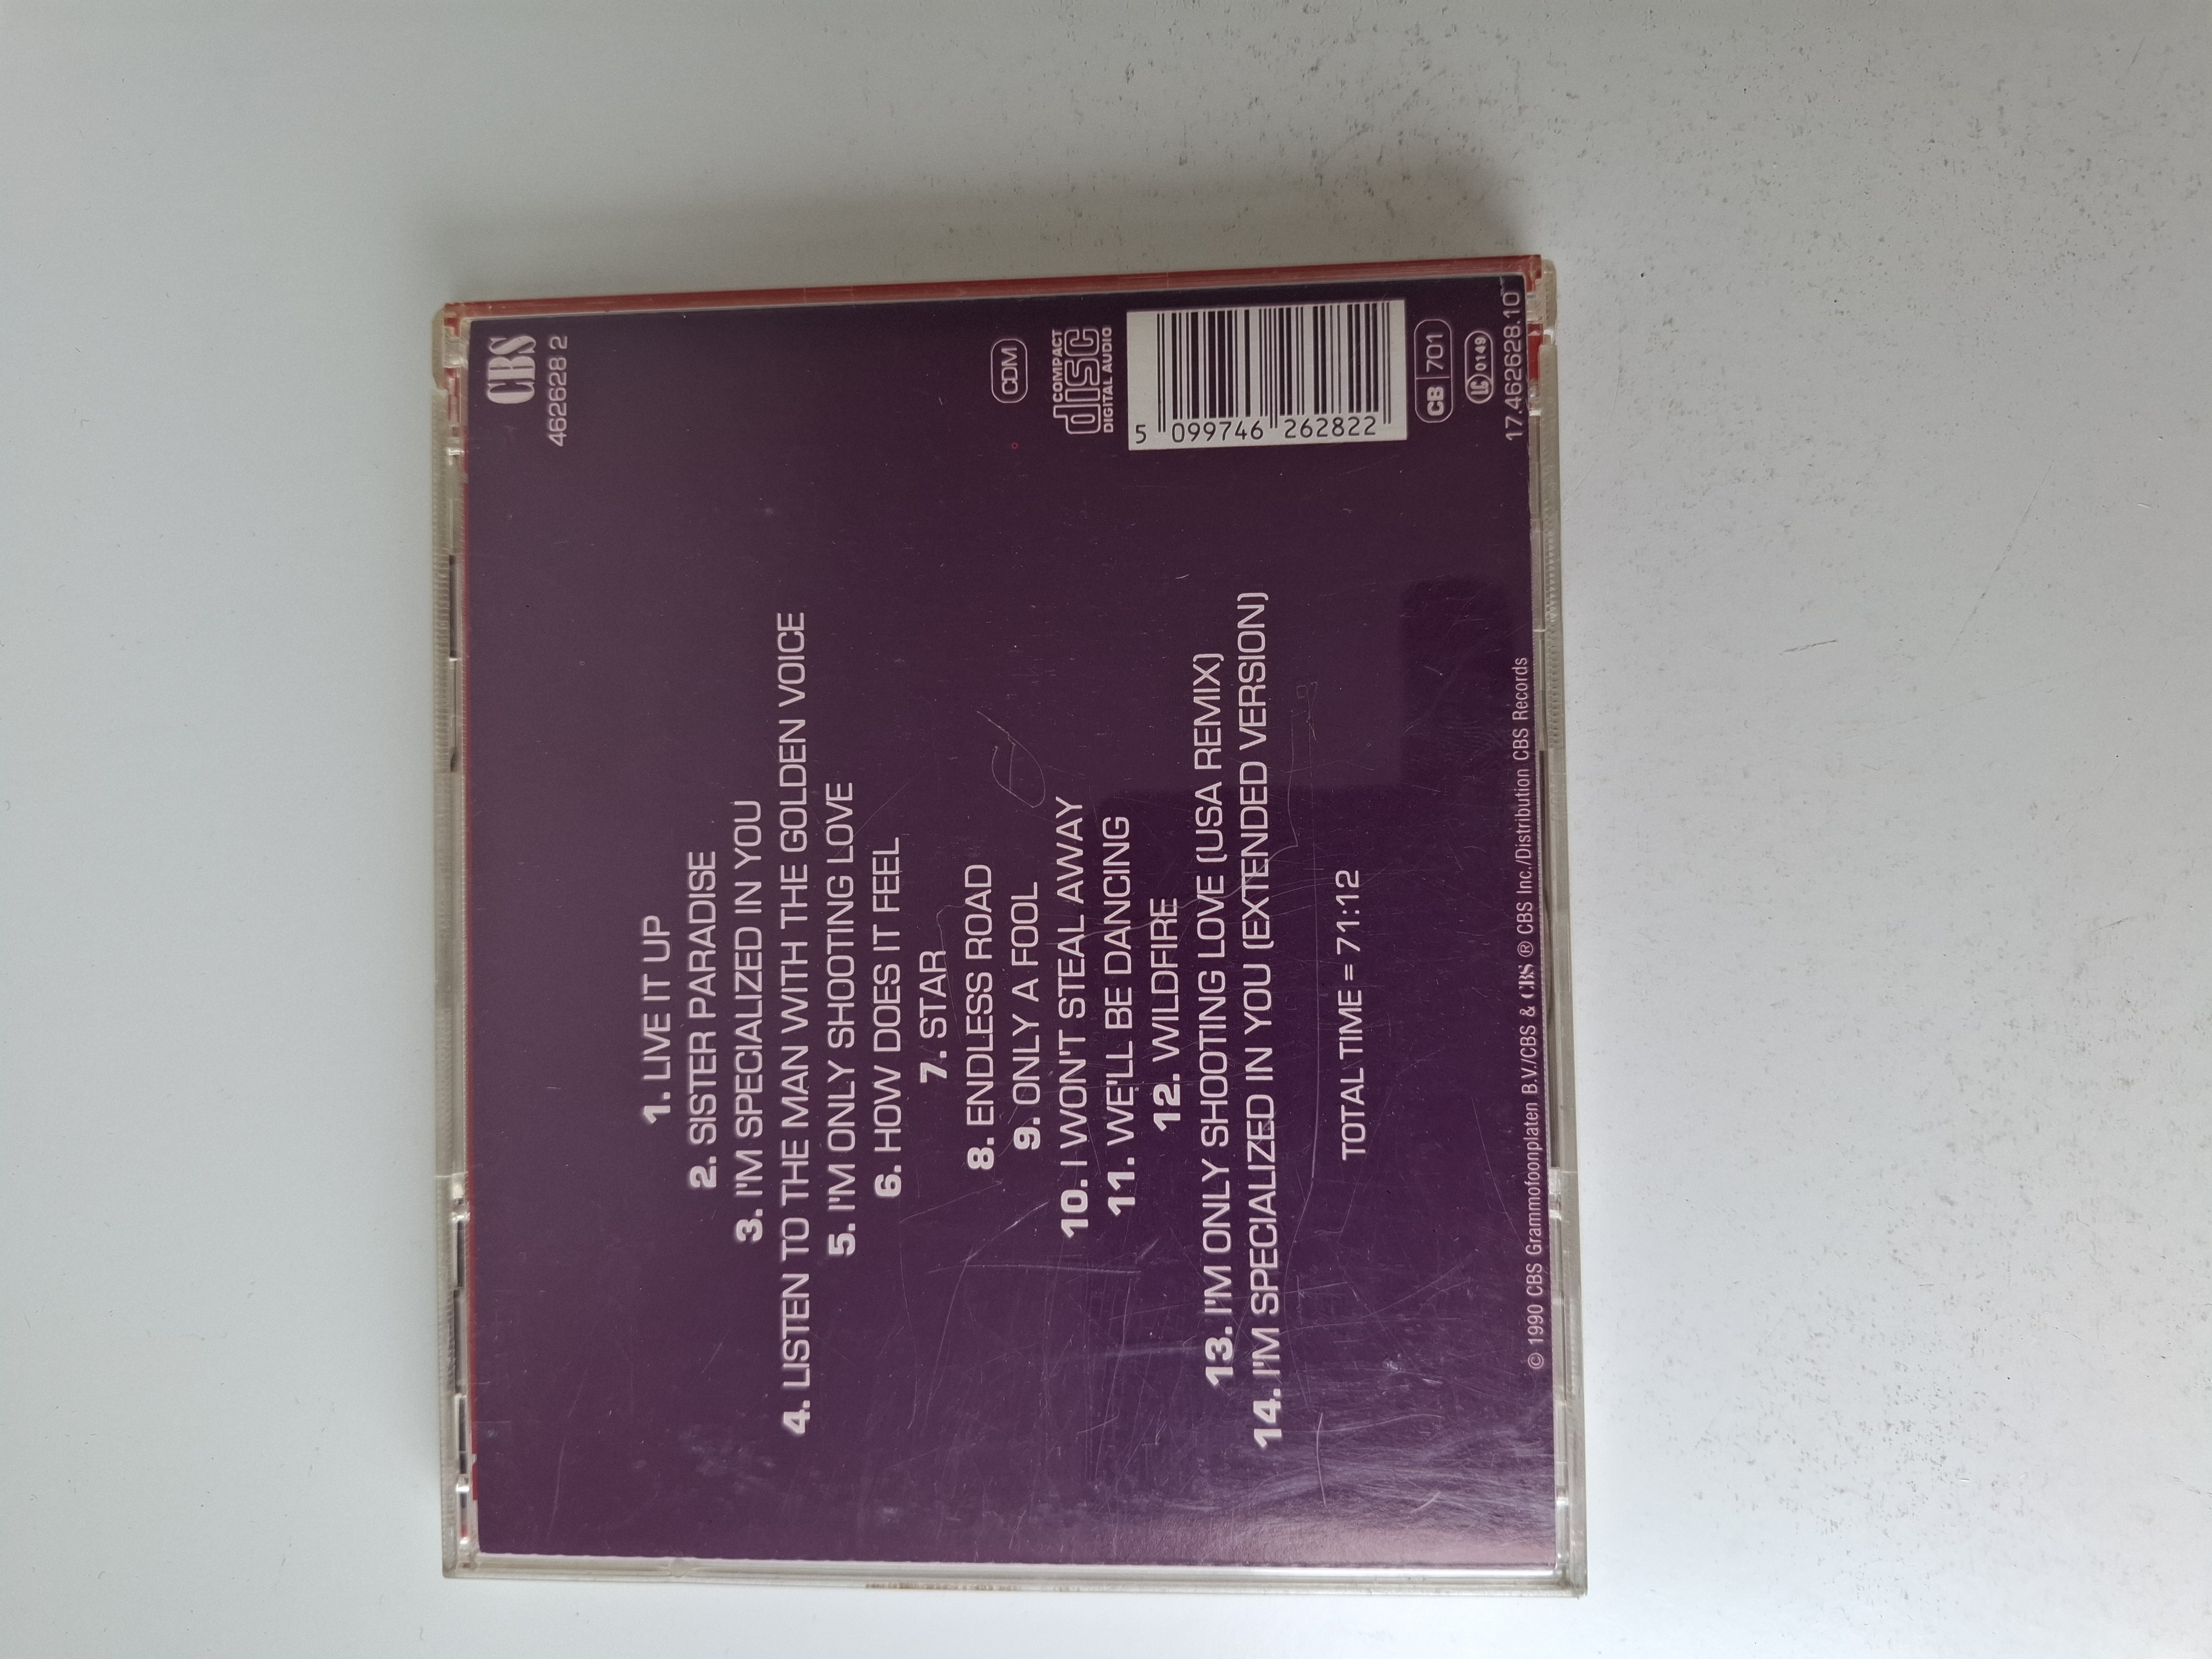 CBS
462628 2
1. LIVE IT UP
2. SISTER PARADISE
3. I'M SPECIALIZED IN YOU
4. LISTEN TO THE MAN WITH THE GOLDEN VOICE
5. I'M ONLY SHOOTING LOVE
6. HOW DOES IT FEEL
7. STAR
8. ENDLESS ROAD
9. ONLY A FOOL
10. I WON'T STEAL AWAY
11. WE'LL BE DANCING
12. WILDFIRE
13. I'M ONLY SHOOTING LOVE (USA REMIX)
14. I'M SPECIALIZED IN YOU (EXTENDED VERSION)
TOTAL TIME = 71:12
CDM
COMPACT
disc
DIGITAL AUDIO
5 099746 262822
CB 701
LC 0149
17.462628.10
© 1990 CBS Grammofoonplaten B.V./CBS & CBS ® CBS Inc./Distribution CBS Records